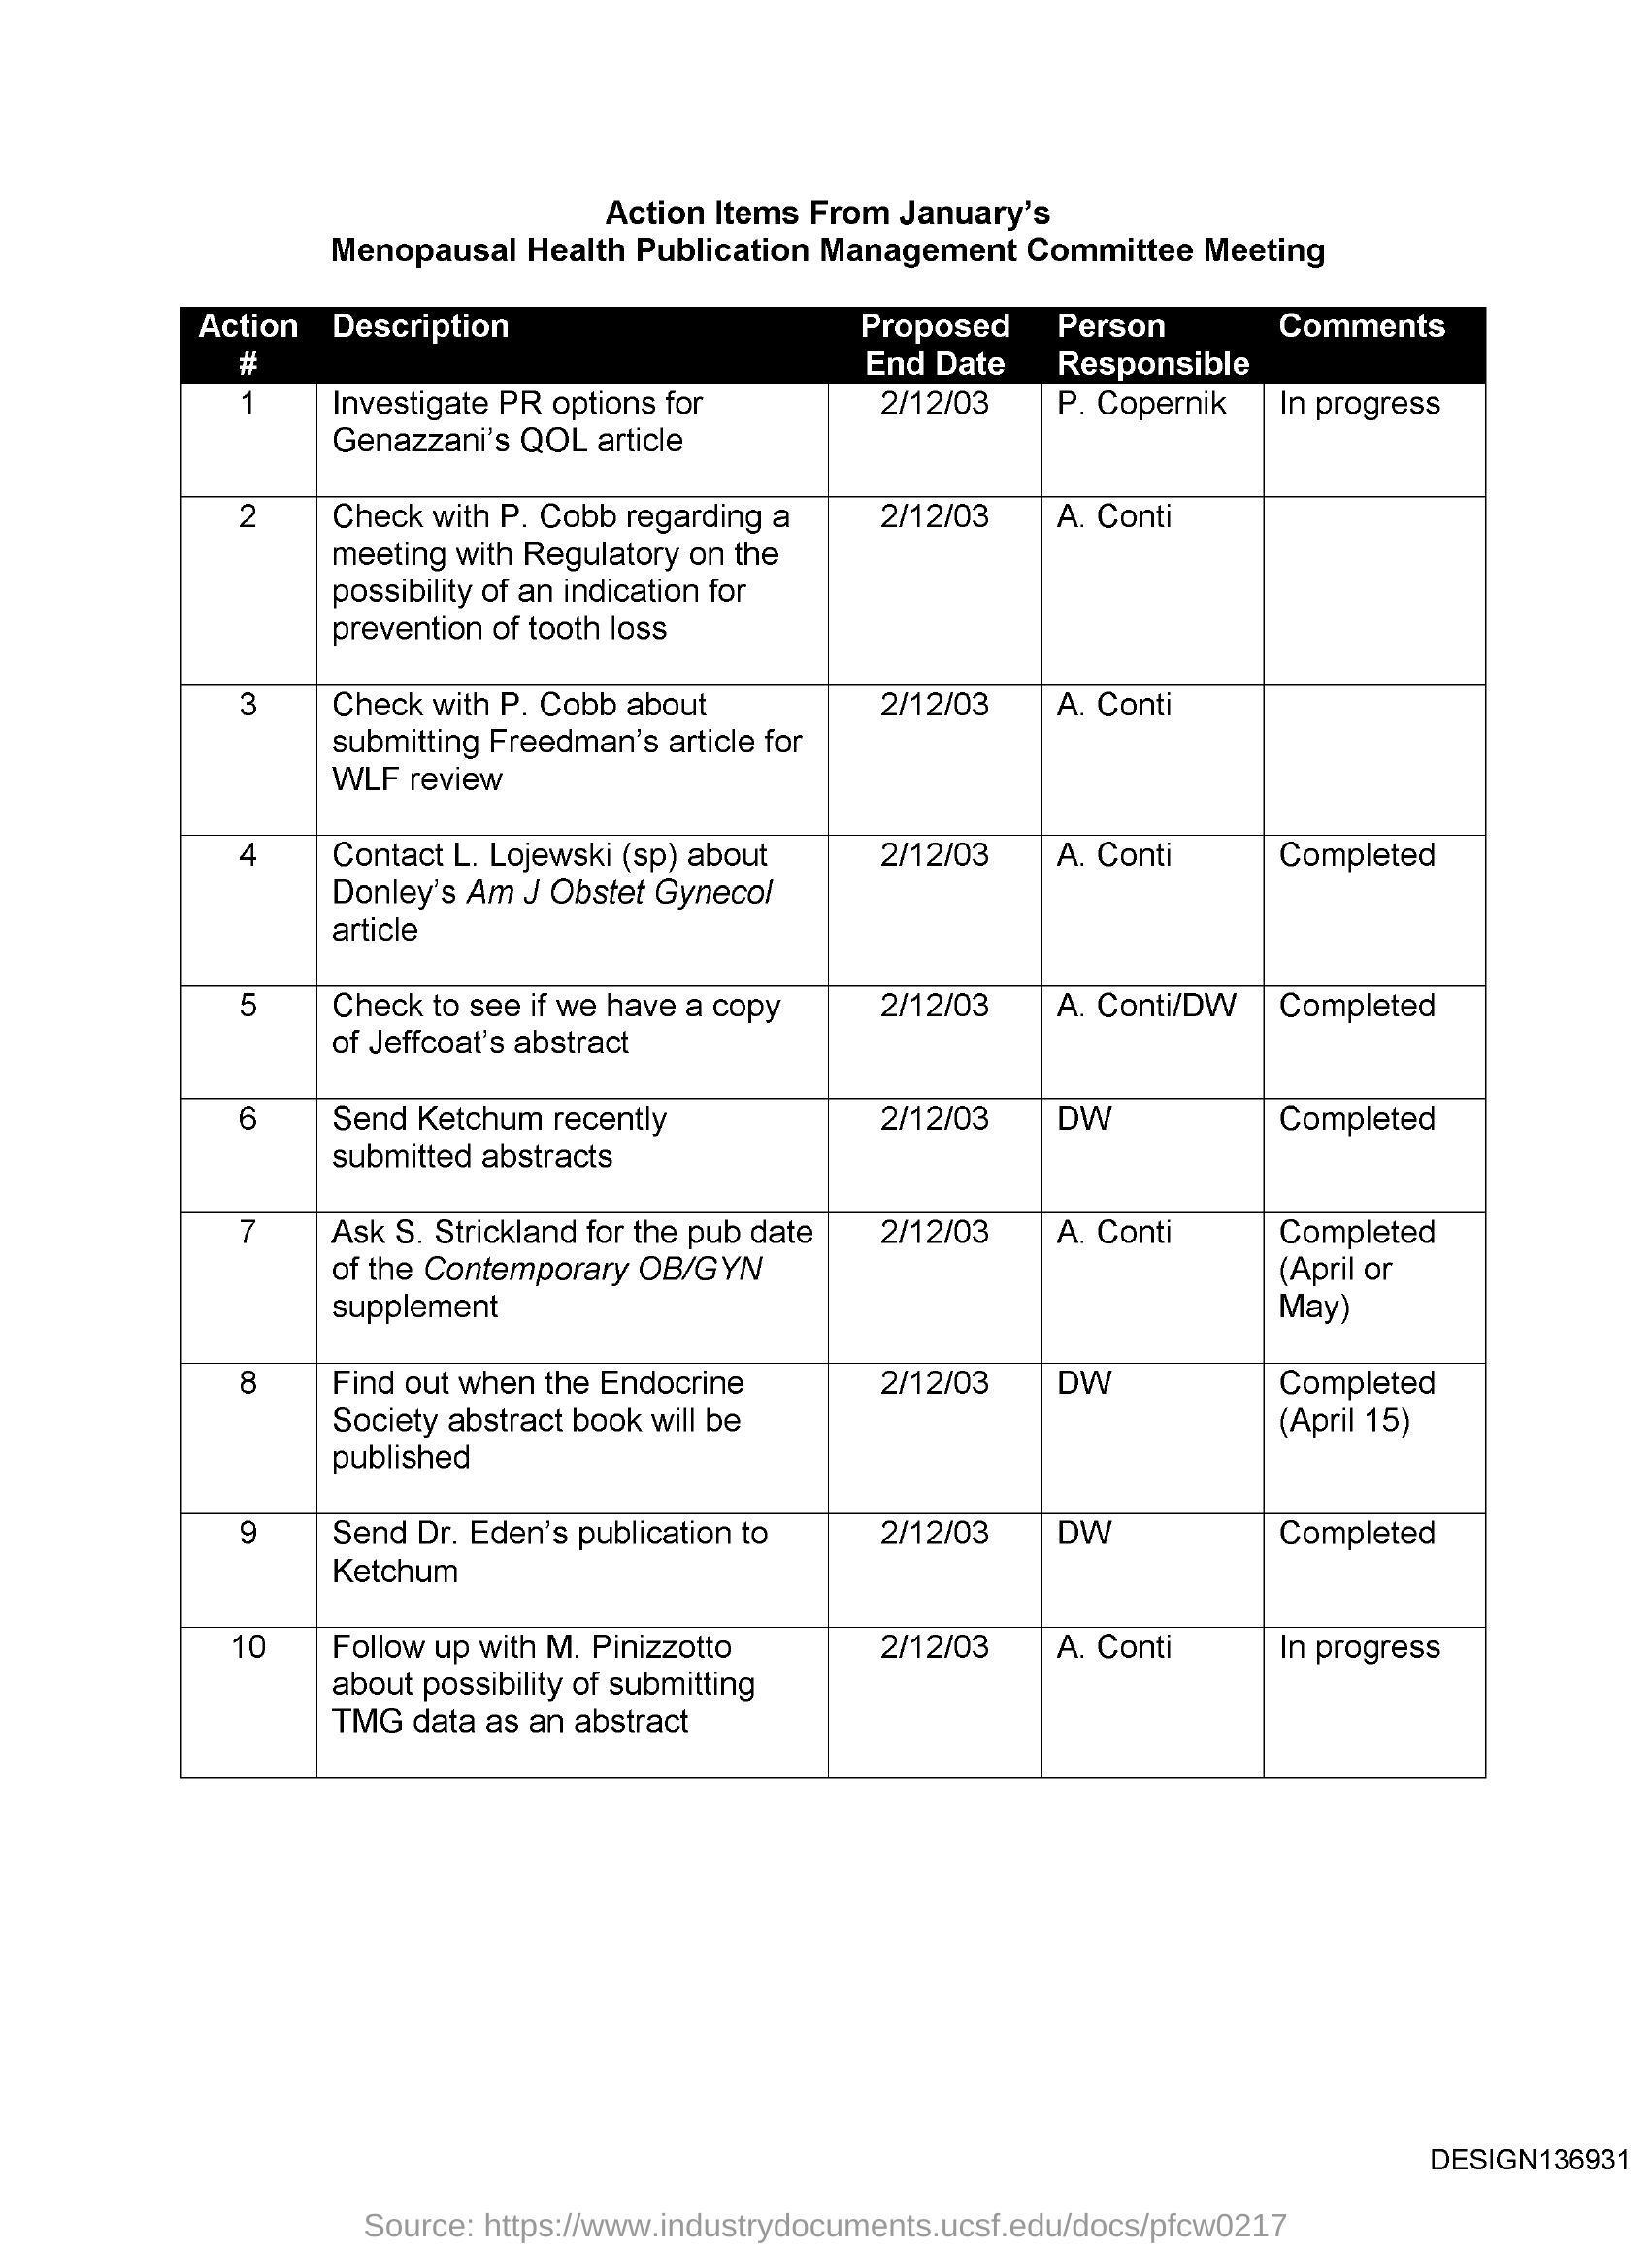 Action Items From January’s
Menopausal Health Publication Management Committee Meeting
Action # Description Proposed End Date Person Responsible Comments
1 Investigate PR options for 2/12/03 P. Copernik In progress
Genazzani’s QOL article
2 Check with P. Cobb regarding a 2/12/03 A. Conti
meeting with Regulatory on the
possibility of an indication for
prevention of tooth loss
3 Check with P. Cobb about 2/12/03 A. Conti
submitting Freedman’s article for
WLF review
4 Contact L. Lojewski (sp) about 2/12/03 A. Conti Completed
Donley’s Am J Obstet Gynecol
article
5 Check to see if we have a copy 2/12/03 A. Conti/DW Completed
of Jeffcoat’s abstract
6 Send Ketchum recently 2/12/03 DW Completed
submitted abstracts
7 Ask S. Strickland for the pub date 2/12/03 A. Conti Completed
of the Contemporary OB/GYN (April or
supplement May)
8 Find out when the Endocrine 2/12/03 DW Completed
Society abstract book will be (April 15)
published
9 Send Dr. Eden’s publication to 2/12/03 DW Completed
Ketchum
10 Follow up with M. Pinizzotto 2/12/03 A. Conti In progress
about possibility of submitting
TMG data as an abstract
DESIGN136931
Source: https://www.industrydocuments.ucsf.edu/docs/pfcw0217